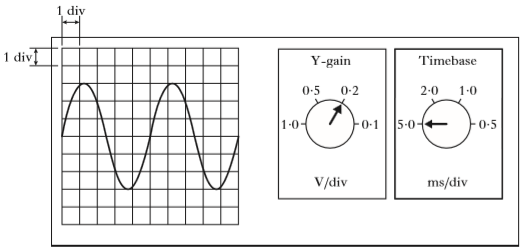 1 div
1 div
Y-gain
Timebase
0·5 0·2
2·0 1·0
1·0 0·1
5·0 0·5
V/div
ms/div